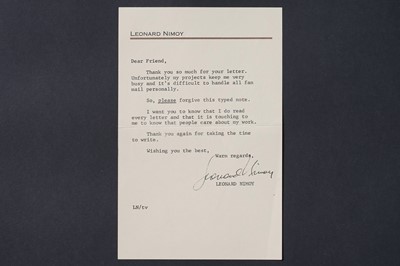 LEONARD NIMOY
Dear Friend,
Thank you so much for your letter.
Unfortunately my projects keep me very
busy and it's difficult to handle all fan
mail personally.
So, please forgive this typed note.
I want you to know that I do read
every letter and that it is touching to
me to know that people care about my work.
Thank you again for taking the time
to write.
Wishing you the best,
Warm regards,
Leonard Nimoy
LEONARD NIMOY
LN/tv